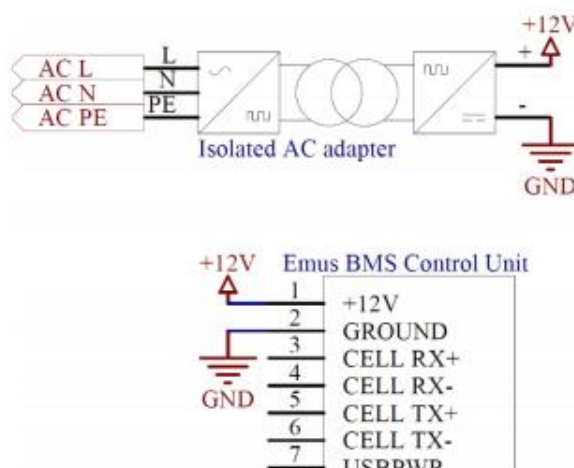 +12V
L
AC L
N
AC N
PE
AC PE
+
-
Isolated AC adapter
GND
+12V
Emus BMS Control Unit
1
+12V
2
GROUND
3
CELL RX+
4
CELL RX-
GND
5
CELL TX+
6
CELL TX-
7
USBPWR